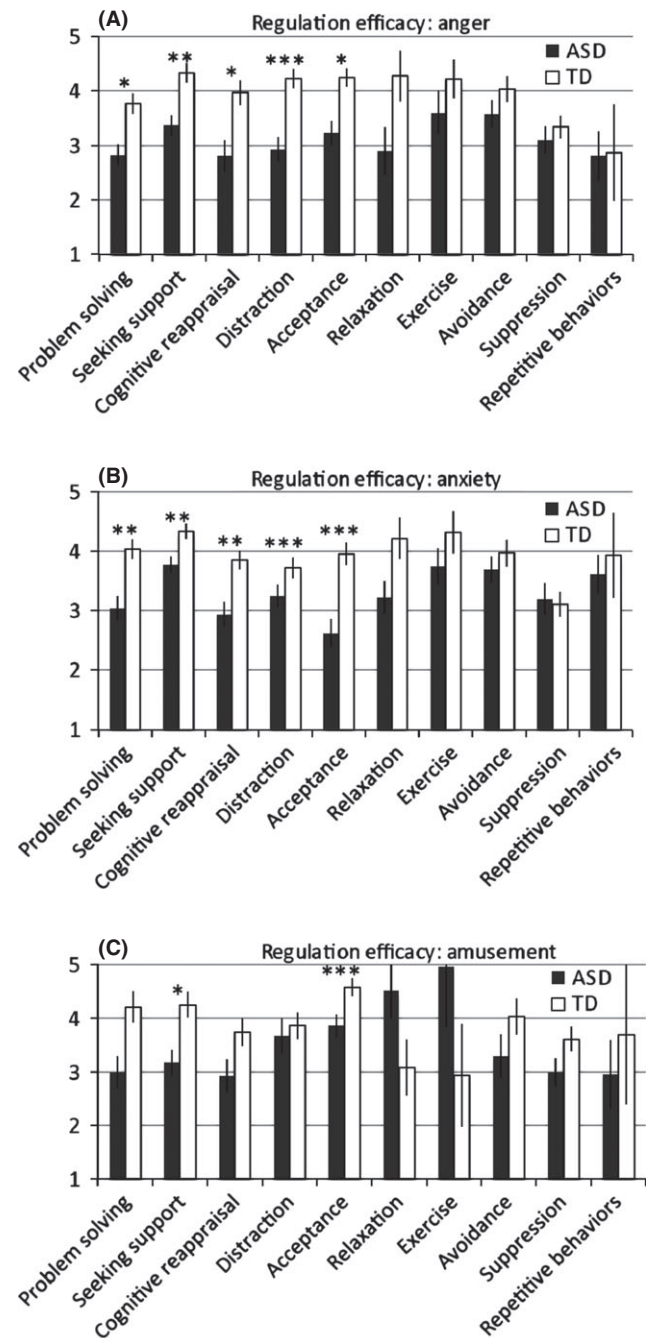 (A) Regulation efficacy: anger
5
4
3
2
1
* ** * *** *
ASD
TD
Problem solving
Seeking support
Cognitive reappraisal
Distraction
Acceptance
Relaxation
Exercise
Avoidance
Suppression
Repetitive behaviors
(B) Regulation efficacy: anxiety
5
4
3
2
1
** ** ** *** ***
ASD
TD
Problem solving
Seeking support
Cognitive reappraisal
Distraction
Acceptance
Relaxation
Exercise
Avoidance
Suppression
Repetitive behaviors
(C) Regulation efficacy: amusement
5
4
3
2
1
* ***
ASD
TD
Problem solving
Seeking support
Cognitive reappraisal
Distraction
Acceptance
Relaxation
Exercise
Avoidance
Suppression
Repetitive behaviors